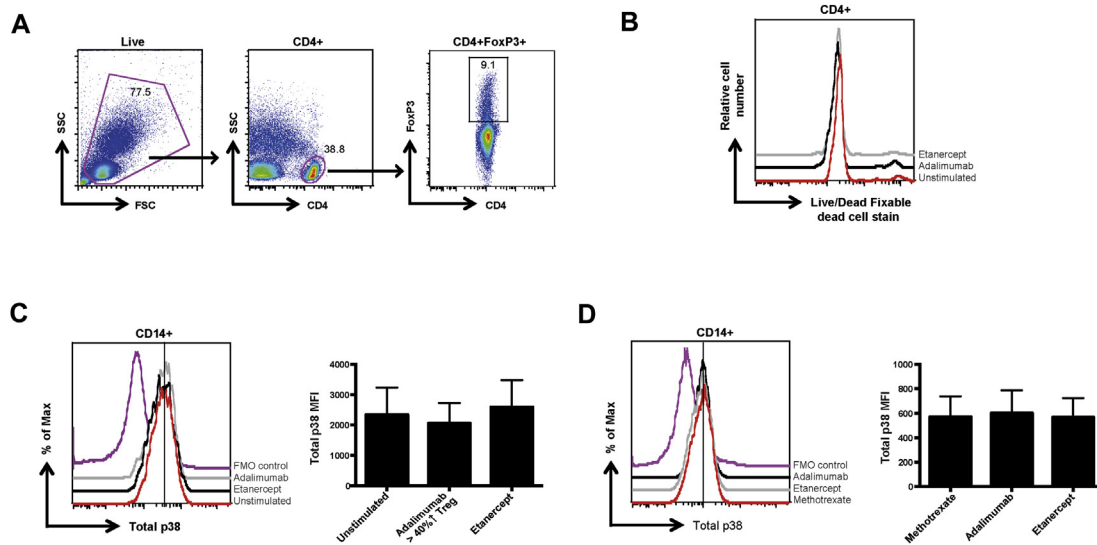 A
Live
77.5
SSC
FSC
CD4+
38.8
SSC
CD4
CD4+FoxP3+
9.1
FoxP3
CD4
B
CD4+
Relative cell
number
Etanercept
Adalimumab
Unstimulated
Live/Dead Fixable
dead cell stain
C
CD14+
% of Max
FMO control
Adalimumab
Etanercept
Unstimulated
Total p38
Total p38 MFI
4000
3000
2000
1000
0
Unstimulated
Adalimumab
> 40%↑ Treg
Etanercept
D
CD14+
% of Max
FMO control
Adalimumab
Etanercept
Methotrexate
Total p38
Total p38 MFI
1000
800
600
400
200
0
Methotrexate
Adalimumab
Etanercept